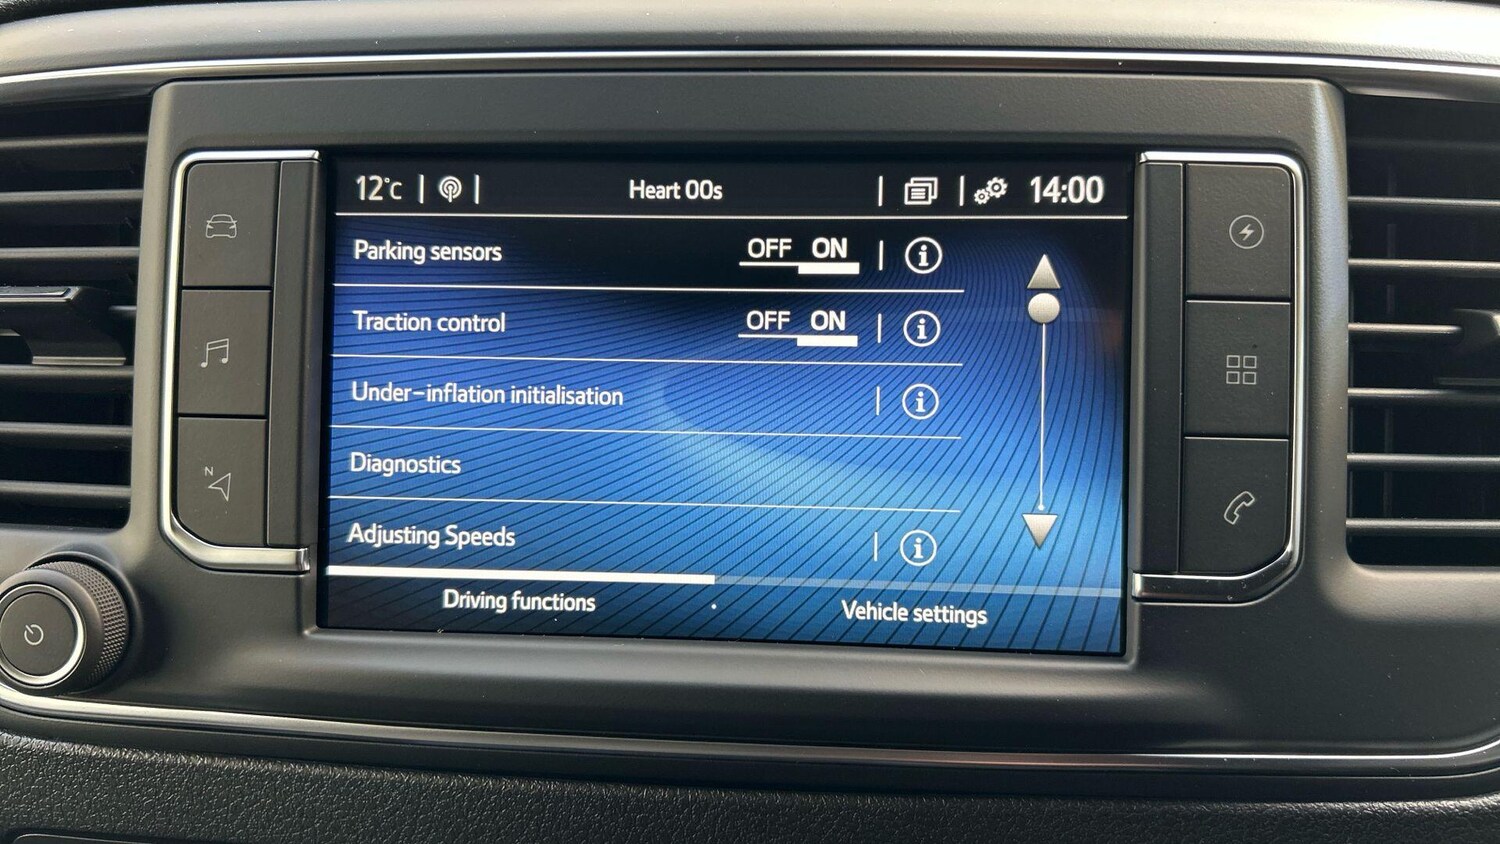 12°C | | Heart 00s | | 14:00
Parking sensors OFF ON | i
Traction control OFF ON | i
Under-inflation initialisation | i
Diagnostics
Adjusting Speeds | i
Driving functions
Vehicle settings
N